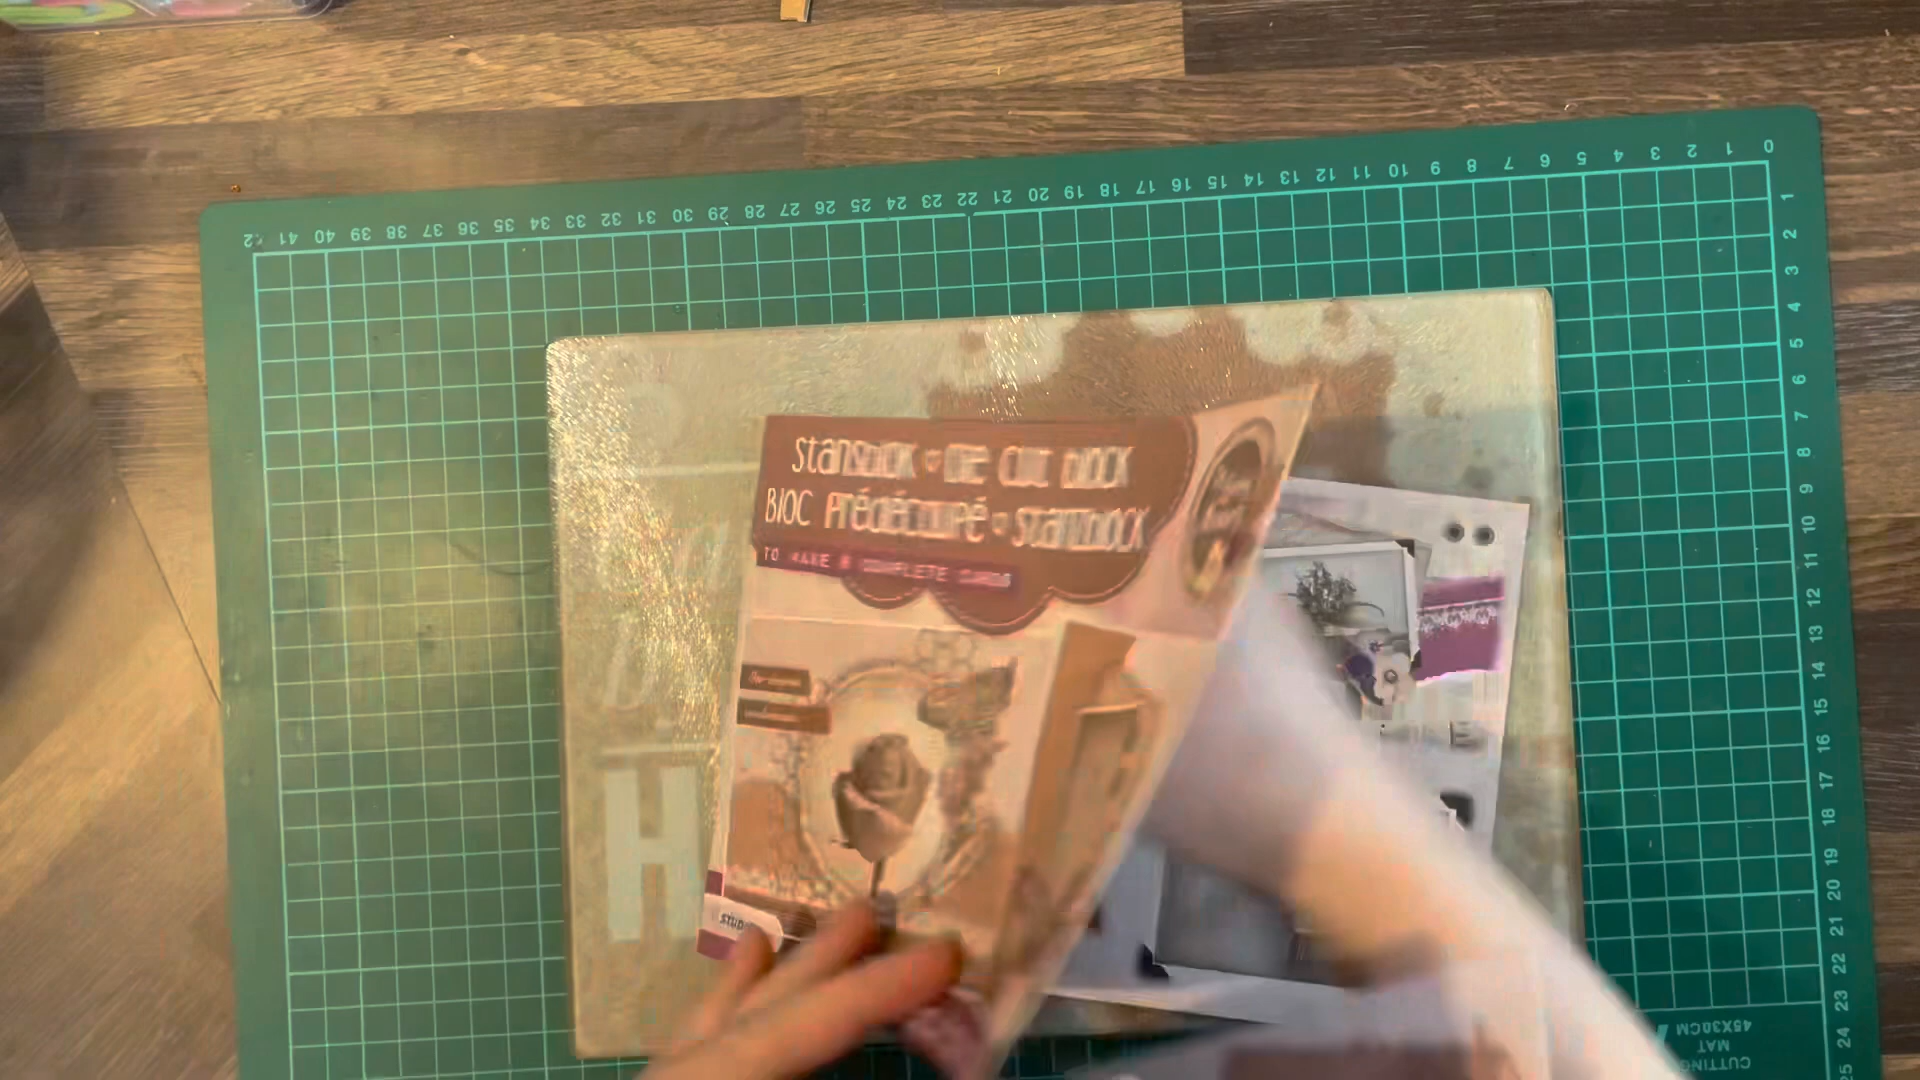 stansblok ♡ Die cut block
Bloc prédécoupé ♡ stanzblock
TO MAKE 8 COMPLETE CARDS
STUD
H
42 41 40 39 38 37 36 35 34 33 32 31 30 29 28 27 26 25 24 23 22 21 20 19 18 17 16 15 14 13 12 11 10 9 8 7 6 5 4 3 2 1 0
1
2
3
4
5
6
7
8
9
10
11
12
13
14
15
16
17
18
19
20
21
22
23
24
25
CUTTING
MAT
45X30CM